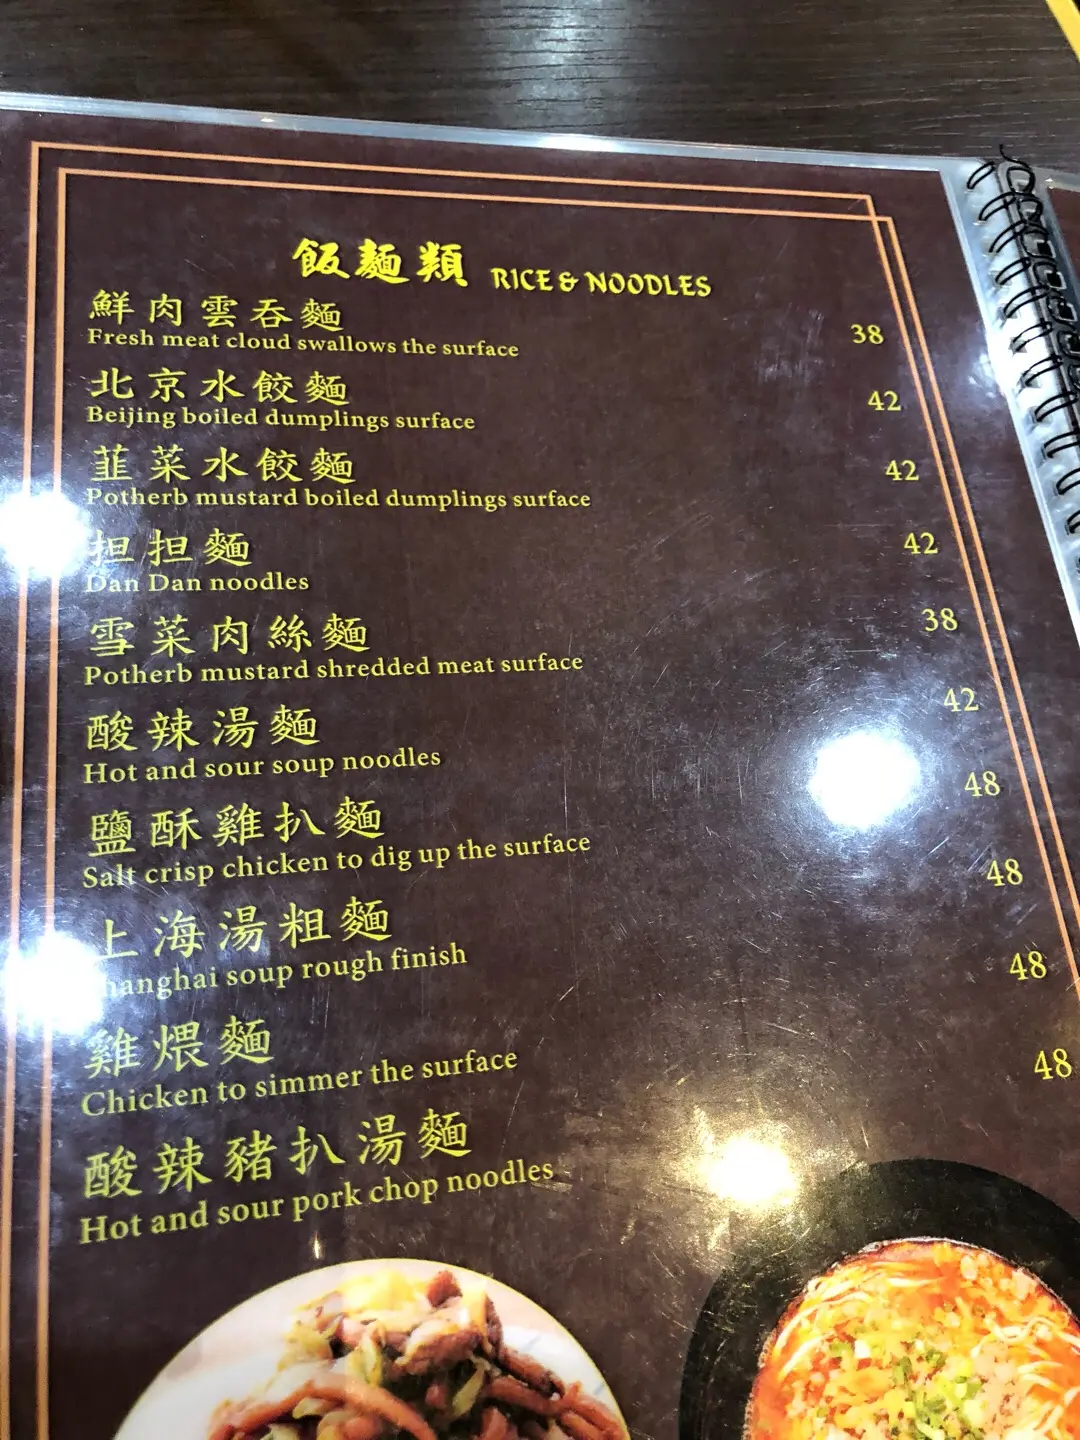 飯麵類 RICE & NOODLES
鮮肉雲吞麵
Fresh meat cloud swallows the surface 38
北京水餃麵
Beijing boiled dumplings surface 42
韮菜水餃麵
Potherb mustard boiled dumplings surface 42
担担麵
Dan Dan noodles 42
雪菜肉絲麵
Potherb mustard shredded meat surface 38
酸辣湯麵
Hot and sour soup noodles 42
鹽酥雞扒麵
Salt crisp chicken to dig up the surface 48
上海湯粗麵
Shanghai soup rough finish 48
雞煨麵
Chicken to simmer the surface 48
酸辣豬扒湯麵
Hot and sour pork chop noodles 48